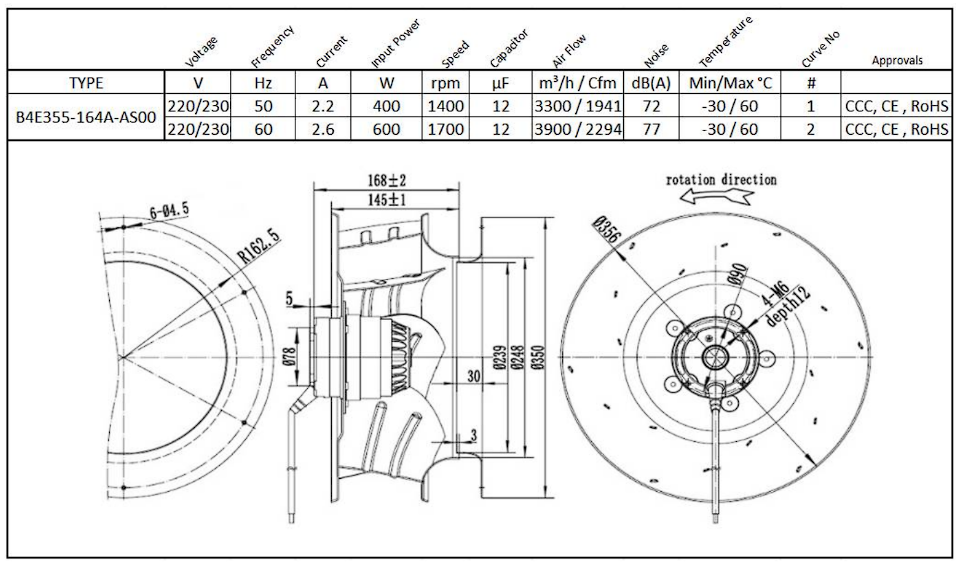 Voltage Frequency Current Input Power Speed Capacitor Air Flow Noise Temperature Curve No Approvals
TYPE V Hz A W rpm µF m³/h / Cfm dB(A) Min/Max °C #
B4E355-164A-AS00
220/230 50 2.2 400 1400 12 3300 / 1941 72 -30 / 60 1 CCC, CE , RoHS
220/230 60 2.6 600 1700 12 3900 / 2294 77 -30 / 60 2 CCC, CE , RoHS
168±2
145±1
rotation direction
6-Ø4.5
R162.5
Ø356
Ø90
4-M6
depth12
5
Ø78
Ø239
Ø248
Ø350
30
3